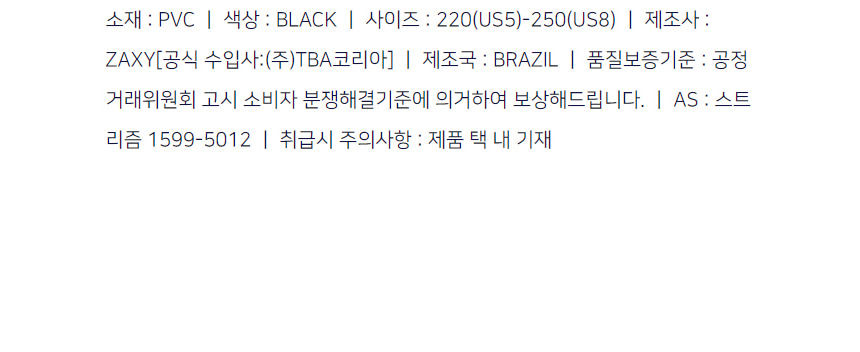 소재 : PVC ㅣ 색상 : BLACK ㅣ 사이즈 : 220(US5)-250(US8) ㅣ 제조사 :
ZAXY[공식 수입사:(주)TBA코리아] ㅣ 제조국 : BRAZIL ㅣ 품질보증기준 : 공정
거래위원회 고시 소비자 분쟁해결기준에 의거하여 보상해드립니다. ㅣ AS : 스트
리즘 1599-5012 ㅣ 취급시 주의사항 : 제품 택 내 기재